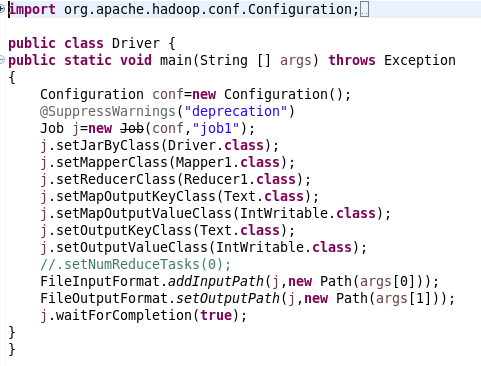 import org.apache.hadoop.conf.Configuration;
public class Driver {
public static void main(String [] args) throws Exception
{
Configuration conf=new Configuration();
@SuppressWarnings("deprecation")
Job j=new Job(conf,"job1");
j.setJarByClass(Driver.class);
j.setMapperClass(Mapper1.class);
j.setReducerClass(Reducer1.class);
j.setMapOutputKeyClass(Text.class);
j.setMapOutputValueClass(IntWritable.class);
j.setOutputKeyClass(Text.class);
j.setOutputValueClass(IntWritable.class);
//.setNumReduceTasks(0);
FileInputFormat.addInputPath(j,new Path(args[0]));
FileOutputFormat.setOutputPath(j,new Path(args[1]));
j.waitForCompletion(true);
}
}